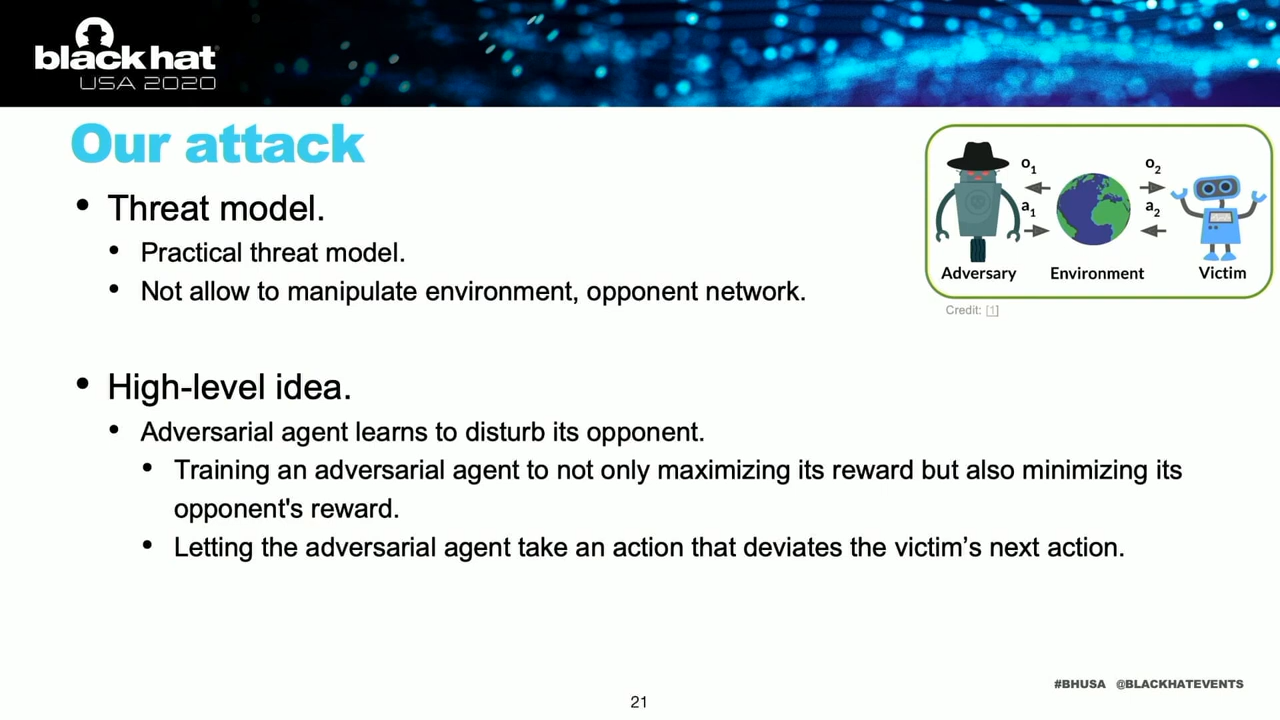 black hat
USA 2020
Our attack
• Threat model.
• Practical threat model.
• Not allow to manipulate environment, opponent network.
• High-level idea.
• Adversarial agent learns to disturb its opponent.
• Training an adversarial agent to not only maximizing its reward but also minimizing its
opponent's reward.
• Letting the adversarial agent take an action that deviates the victim’s next action.
o1
o2
a1
a2
Adversary
Environment
Victim
Credit: [1]
#BHUSA @BLACKHATEVENTS
21